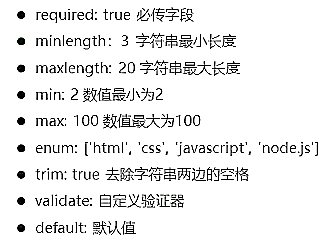 ● required: true 必传字段
● minlength：3 字符串最小长度
● maxlength: 20 字符串最大长度
● min: 2 数值最小为2
● max: 100 数值最大为100
● enum: ['html', 'css', 'javascript', 'node.js']
● trim: true 去除字符串两边的空格
● validate: 自定义验证器
● default: 默认值